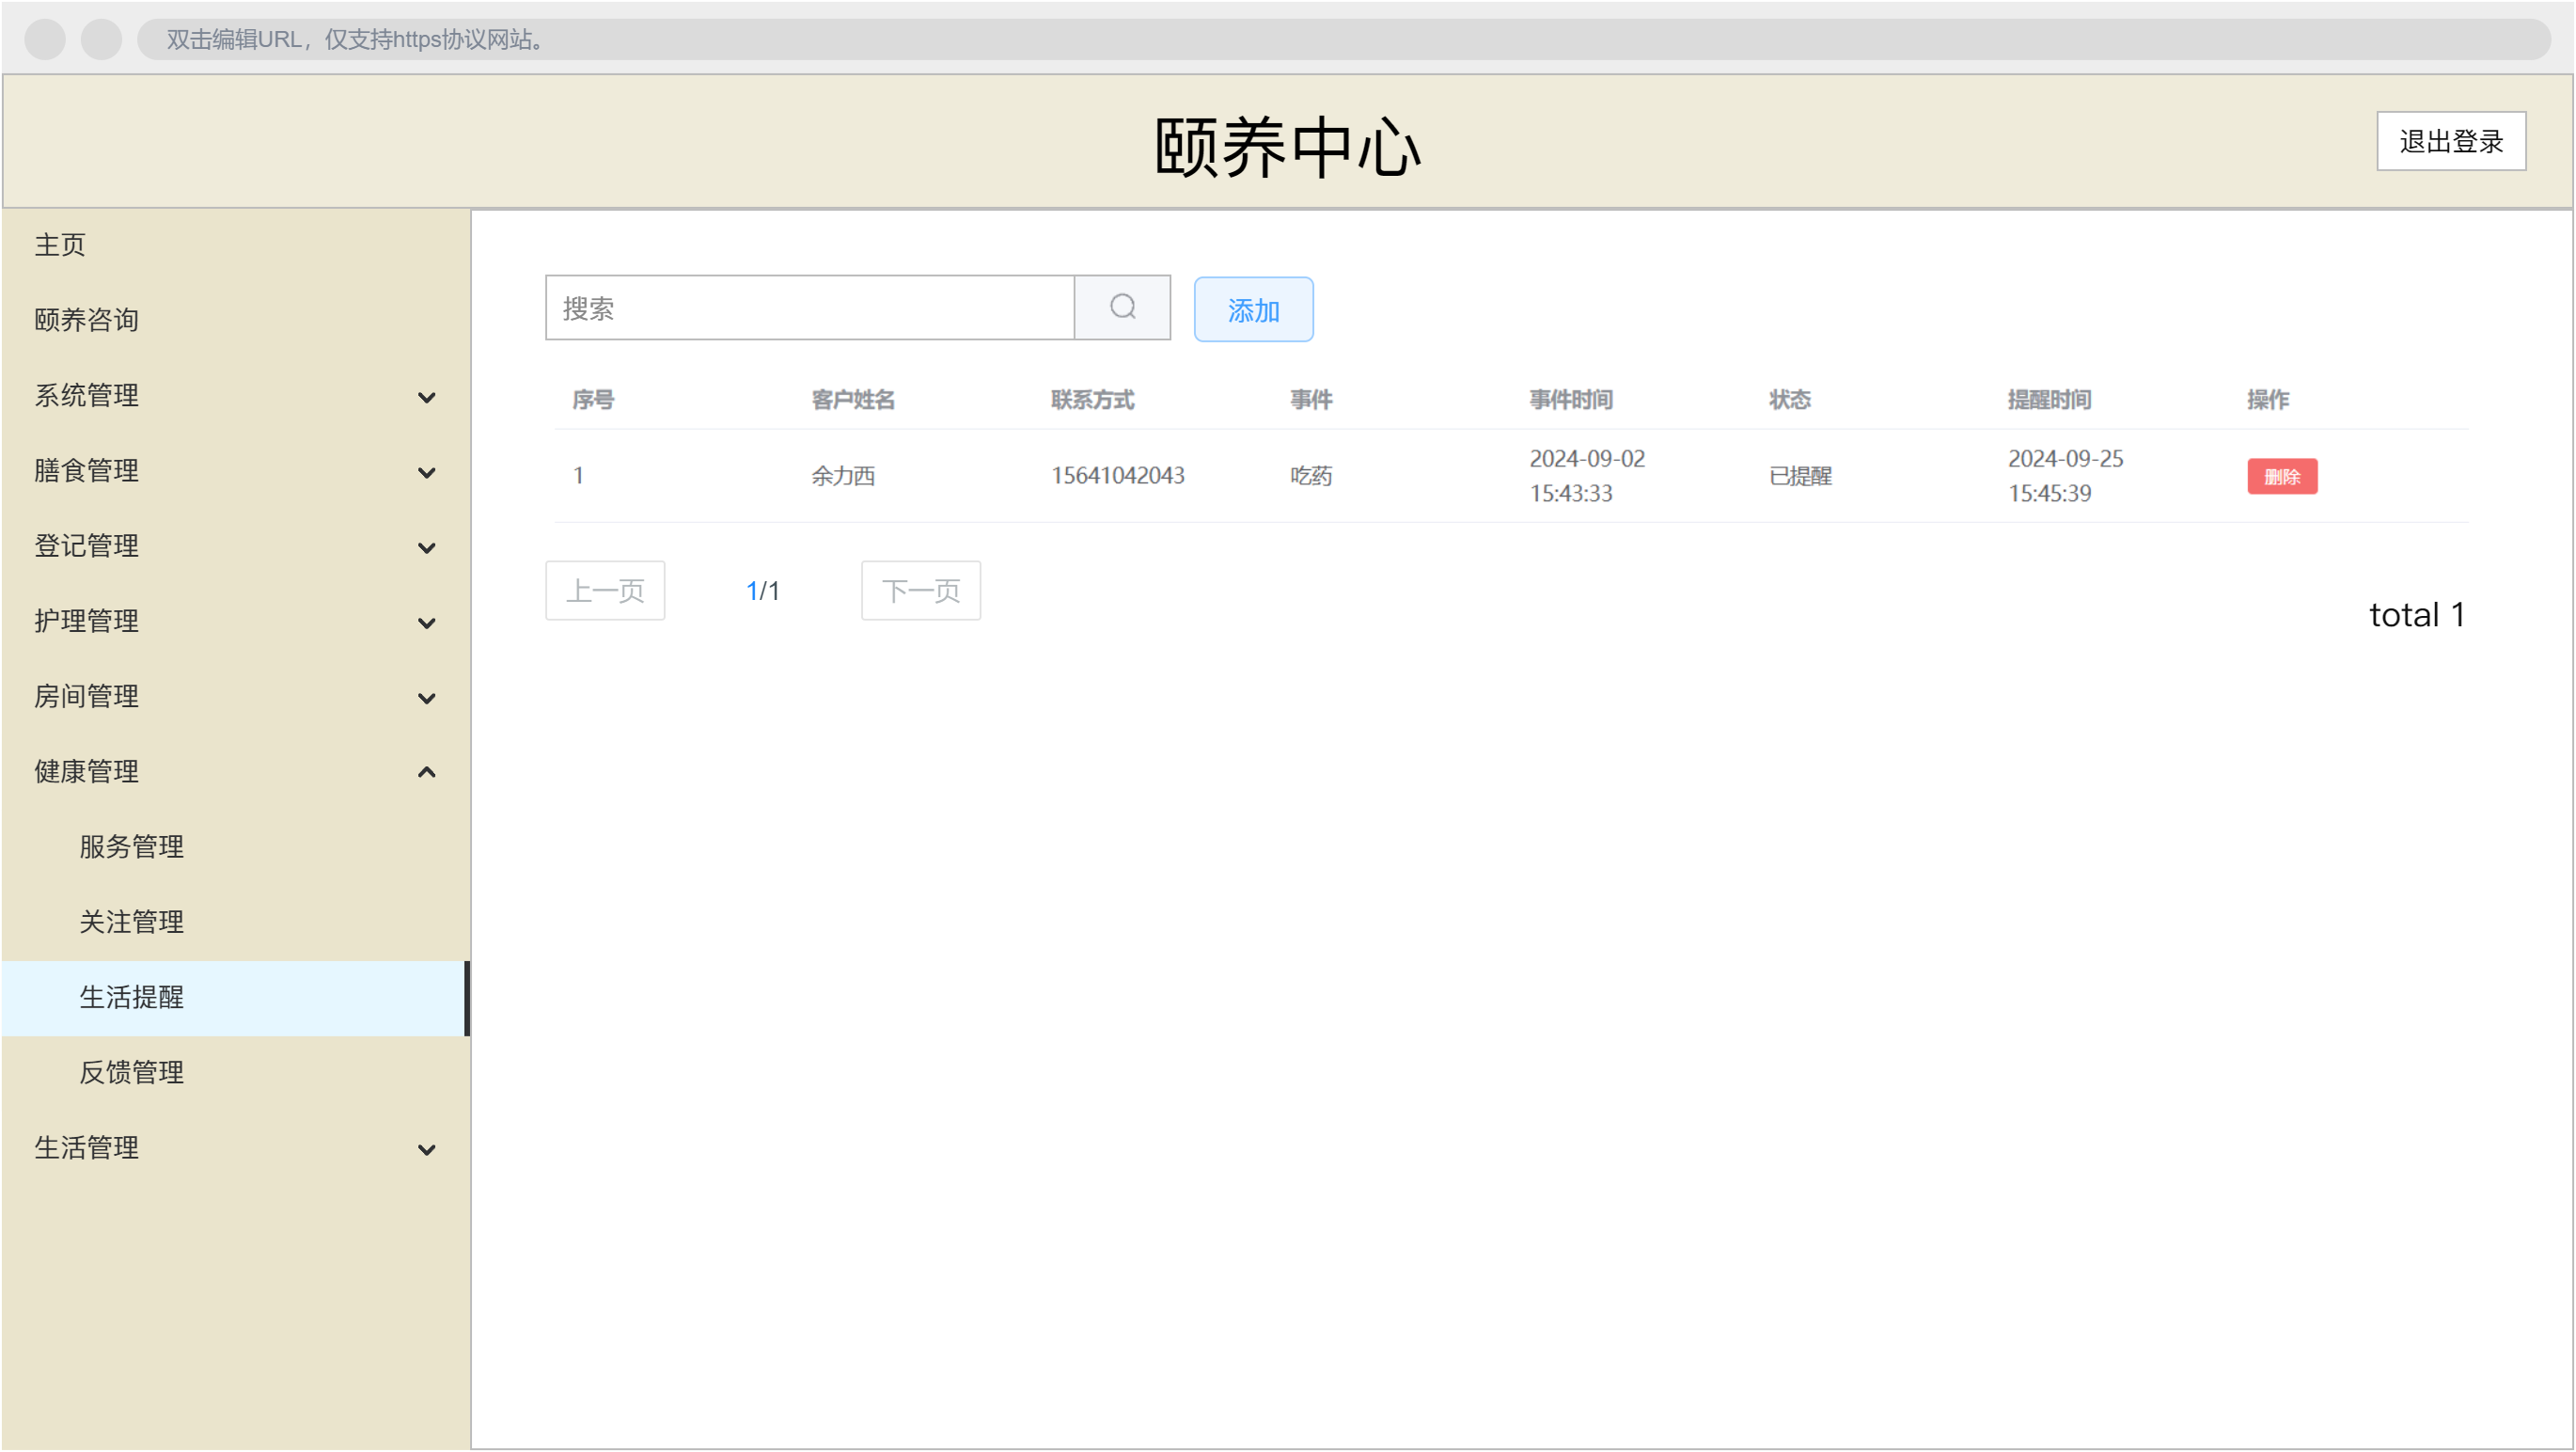 双击编辑URL，仅支持https协议网站。
颐养中心
退出登录
主页
颐养咨询
系统管理
膳食管理
登记管理
护理管理
房间管理
健康管理
服务管理
关注管理
生活提醒
反馈管理
生活管理
搜索
添加
序号 客户姓名 联系方式 事件 事件时间 状态 提醒时间 操作
1 余力西 15641042043 吃药 2024-09-02 15:43:33 已提醒 2024-09-25 15:45:39 删除
上一页 1/1 下一页
total 1